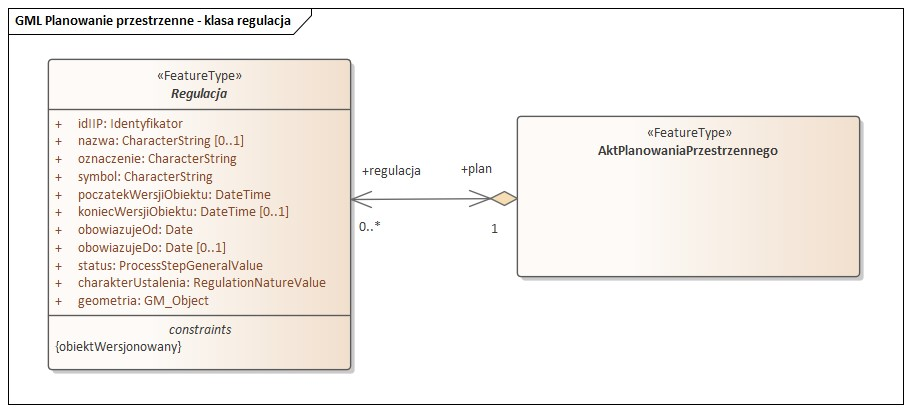 GML Planowanie przestrzenne - klasa regulacja
«FeatureType»
Regulacja
+ idIIP: Identyfikator
+ nazwa: CharacterString [0..1]
+ oznaczenie: CharacterString
+ symbol: CharacterString
+ poczatekWersjiObiektu: DateTime
+ koniecWersjiObiektu: DateTime [0..1]
+ obowiazujeOd: Date
+ obowiazujeDo: Date [0..1]
+ status: ProcessStepGeneralValue
+ charakterUstalenia: RegulationNatureValue
+ geometria: GM_Object
constraints
{obiektWersjonowany}
+regulacja
0..*
+plan
1
«FeatureType»
AktPlanowaniaPrzestrzennego